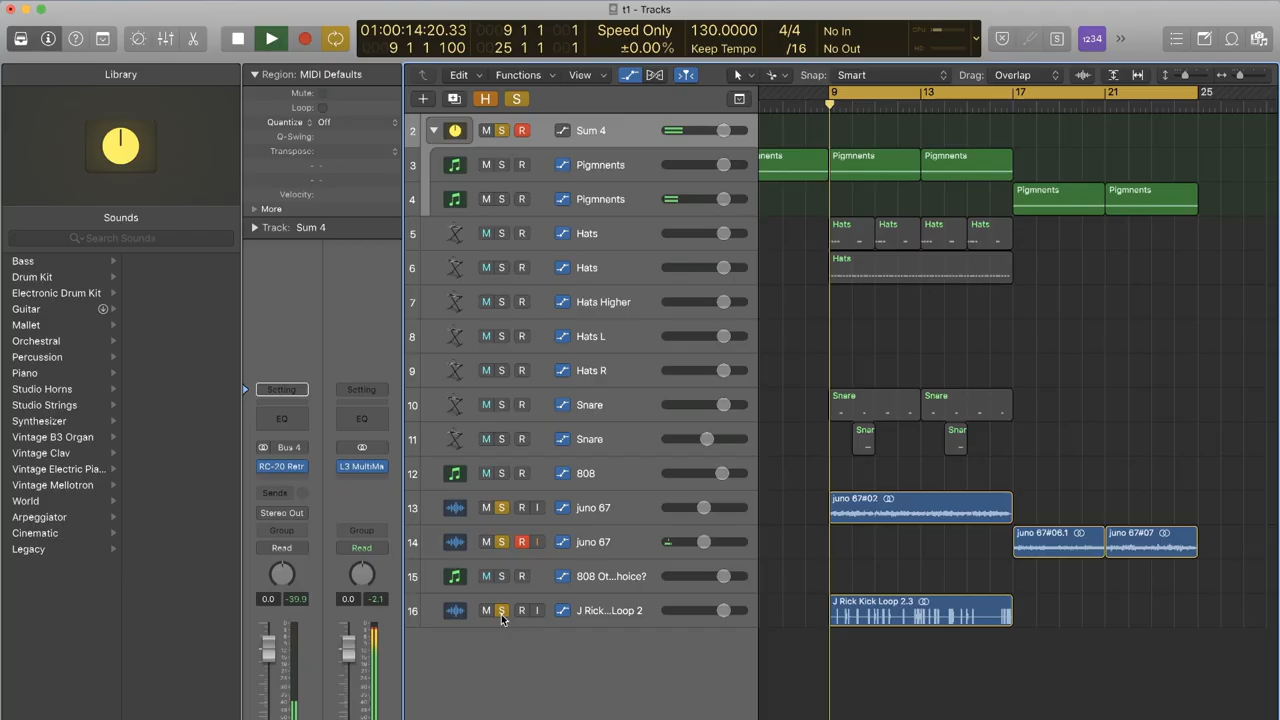 t1 - Tracks
01:00:14:20.33
9 1 1 100
9 1 1 1
25 1 1 1
Speed Only
±0.00%
130.0000
Keep Tempo
4/4
/16
No In
No Out
CPU
HD
1234
Library
Region: MIDI Defaults
Edit
Functions
View
Snap: Smart
Drag: Overlap
Mute:
Loop:
Quantize Off
Q-Swing:
Transpose:
Velocity:
More
Track: Sum 4
H
S
9
13
17
21
25
Sounds
Search Sounds
Bass
Drum Kit
Electronic Drum Kit
Guitar
Mallet
Orchestral
Percussion
Piano
Studio Horns
Studio Strings
Synthesizer
Vintage B3 Organ
Vintage Clav
Vintage Electric Pia...
Vintage Mellotron
World
Arpeggiator
Cinematic
Legacy
Setting
Setting
EQ
EQ
Bus 4
RC-20 Retr
L3 MultiMa
Sends
Stereo Out
Group
Group
Read
Read
0.0 -39.9
0.0 -2.1
2 M S R Sum 4
3 M S R Pigmnents
4 M S R Pigmnents
5 M S R Hats
6 M S R Hats
7 M S R Hats Higher
8 M S R Hats L
9 M S R Hats R
10 M S R Snare
11 M S R Snare
12 M S R 808
13 M S R I juno 67
14 M S R I juno 67
15 M S R 808 Ot...hoice?
16 M S R I J Rick...Loop 2
nents
Pigmnents
Pigmnents
Pigmnents
Pigmnents
Hats
Hats
Hats
Hats
Hats
Snare
Snare
Snar
Snar
juno 67#02
juno 67#06.1
juno 67#07
J Rick Kick Loop 2.3